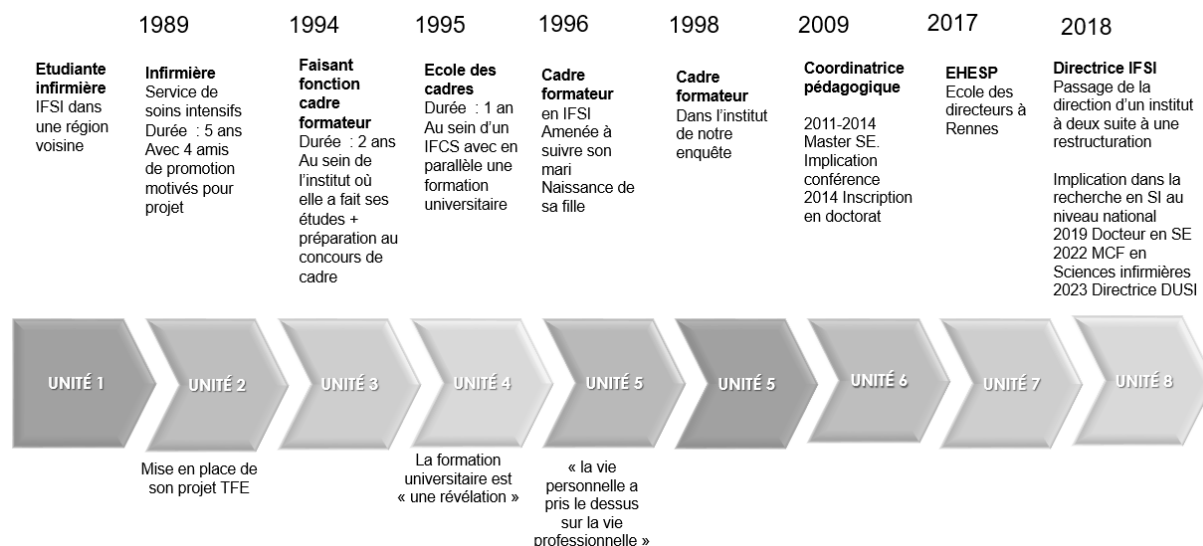 1989
1994
1995
1996
1998
2009
2017
2018
Etudiante
infirmière
IFSI dans
une région
voisine
Infirmière
Service de
soins intensifs
Durée : 5 ans
Avec 4 amis
de promotion
motivés pour
projet
Faisant
fonction
cadre
formateur
Durée : 2 ans
Au sein de
l'institut où
elle a fait ses
études +
préparation au
concours de
cadre
Ecole des
cadres
Durée : 1 an
Au sein d'un
IFCS avec en
parallèle une
formation
universitaire
Cadre
formateur
en IFSI
Amenée à
suivre son
mari
Naissance de
sa fille
Cadre
formateur
Dans l'institut
de notre
enquête
Coordinatrice
pédagogique
2011-2014
Master SE.
Implication
conférence
2014 Inscription
en doctorat
EHESP
Ecole des
directeurs à
Rennes
Directrice IFSI
Passage de la
direction d'un institut
à deux suite à une
restructuration
Implication dans la
recherche en SI au
niveau national
2019 Docteur en SE
2022 MCF en
Sciences infirmières
2023 Directrice DUSI
UNITÉ 1
UNITÉ 2
UNITÉ 3
UNITÉ 4
UNITÉ 5
UNITÉ 5
UNITÉ 6
UNITÉ 7
UNITÉ 8
Mise en place de
son projet TFE
La formation
universitaire est
« une révélation »
« la vie
personnelle a
pris le dessus
sur la vie
professionnelle »